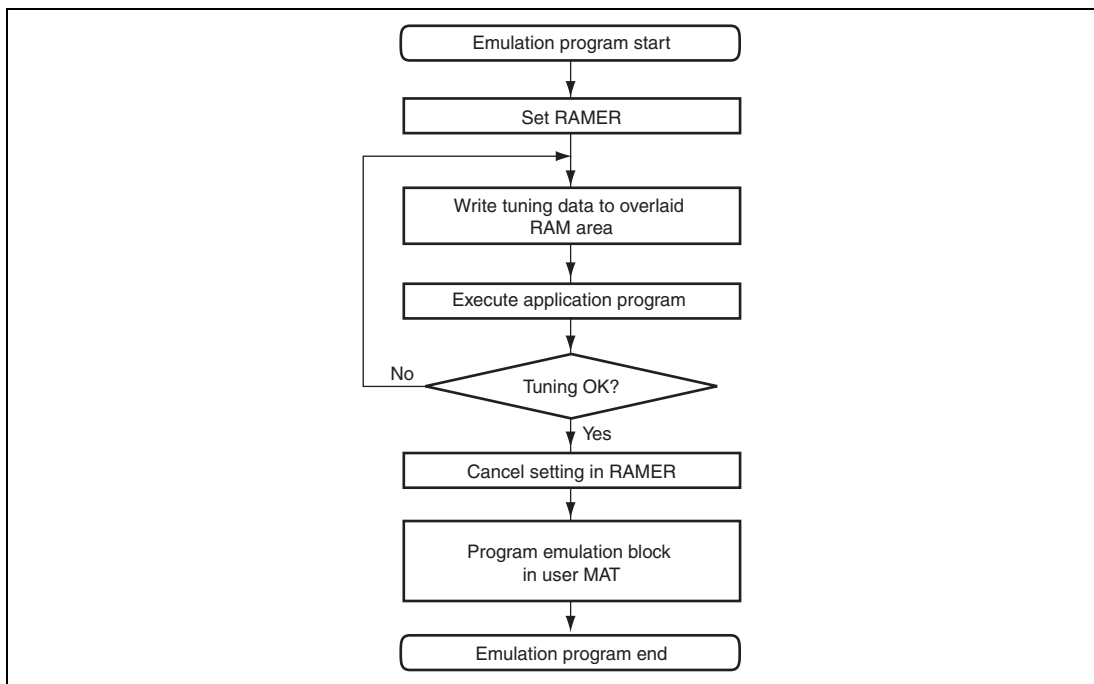 Emulation program start
Set RAMER
Write tuning data to overlaid
RAM area
Execute application program
Tuning OK?
No
Yes
Cancel setting in RAMER
Program emulation block
in user MAT
Emulation program end